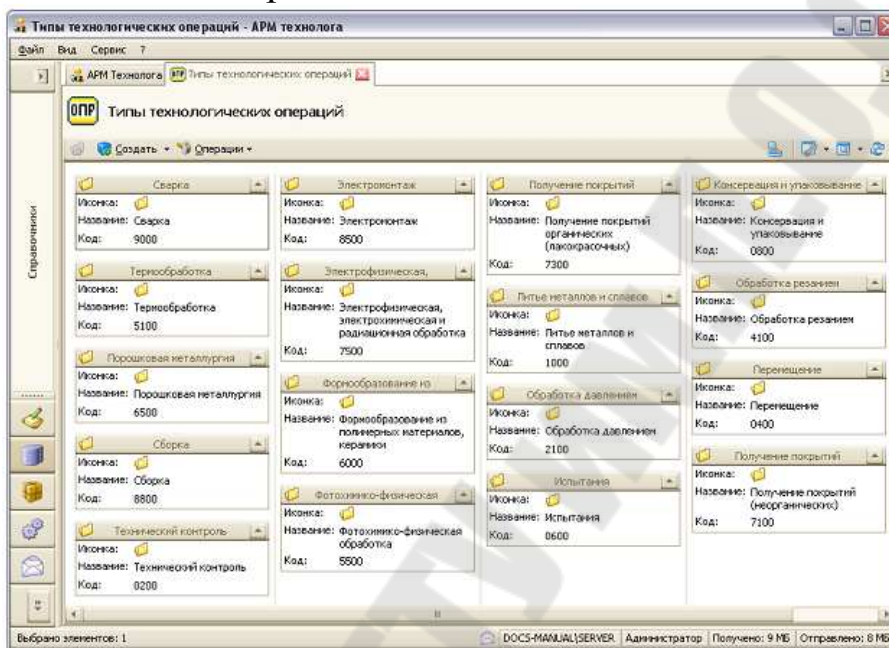 Типы технологических операций - АРМ технолога
Файл Вид Сервис ?
АРМ Технолога Типы технологических операций
ОПР Типы технологических операций
Создать Операции
Справочники
Сварка
Иконка:
Название: Сварка
Код: 9000
Термообработка
Иконка:
Название: Термообработка
Код: 5100
Порошковая металлургия
Иконка:
Название: Порошковая металлургия
Код: 6500
Сборка
Иконка:
Название: Сборка
Код: 8800
Технический контроль
Иконка:
Название: Технический контроль
Код: 0200
Электромонтаж
Иконка:
Название: Электромонтаж
Код: 8500
Электрофизическая,
Иконка:
Название: Электрофизическая,
электрохимическая и
радиационная обработка
Код: 7500
Формообразование из
Иконка:
Название: Формообразование из
полимерных материалов,
керамики
Код: 6000
Фотохимико-физическая
Иконка:
Название: Фотохимико-физическая
обработка
Код: 5500
Получение покрытий
Иконка:
Название: Получение покрытий
органических
(лакокрасочных)
Код: 7300
Литье металлов и сплавов
Иконка:
Название: Литье металлов и
сплавов
Код: 1000
Обработка давлением
Иконка:
Название: Обработка давлением
Код: 2100
Испытания
Иконка:
Название: Испытания
Код: 0600
Консервация и упаковывание
Иконка:
Название: Консервация и
упаковывание
Код: 0800
Обработка резанием
Иконка:
Название: Обработка резанием
Код: 4100
Перемещение
Иконка:
Название: Перемещение
Код: 0400
Получение покрытий
Иконка:
Название: Получение покрытий
(неорганических)
Код: 7100
Выбрано элементов: 1
DOCS-MANUAL\SERVER Администратор Получено: 9 МБ Отправлено: 8 МБ